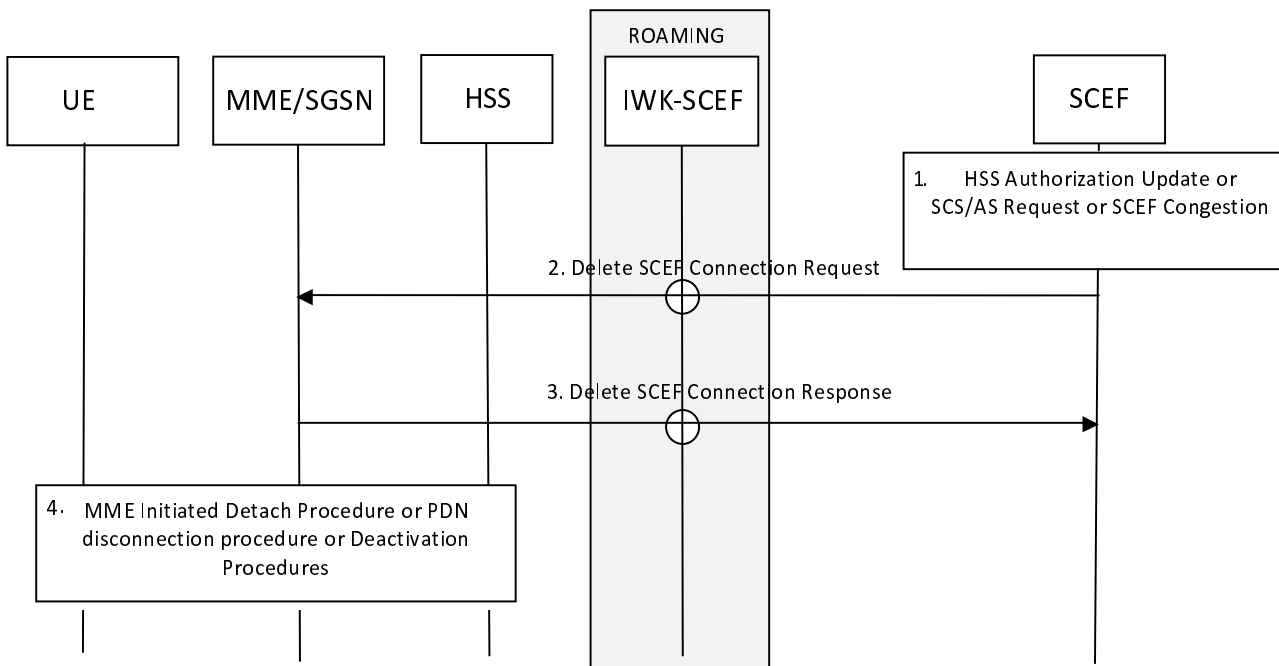 ROAMING
UE
MME/SGSN
HSS
IWK-SCEF
SCEF
1. HSS Authorization Update or
SCS/AS Request or SCEF Congestion
2. Delete SCEF Connection Request
3. Delete SCEF Connection Response
4. MME Initiated Detach Procedure or PDN
disconnection procedure or Deactivation
Procedures